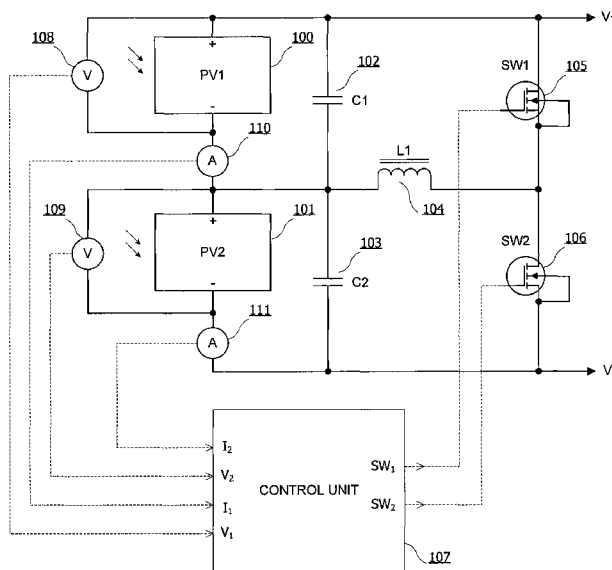 V-
108
V
+
PV1
-
100
102
C1
SW1
105
A
110
L1
104
109
V
+
PV2
-
101
103
C2
SW2
106
A
111
V
I2
V2
I1
V1
CONTROL UNIT
SW1
SW2
107